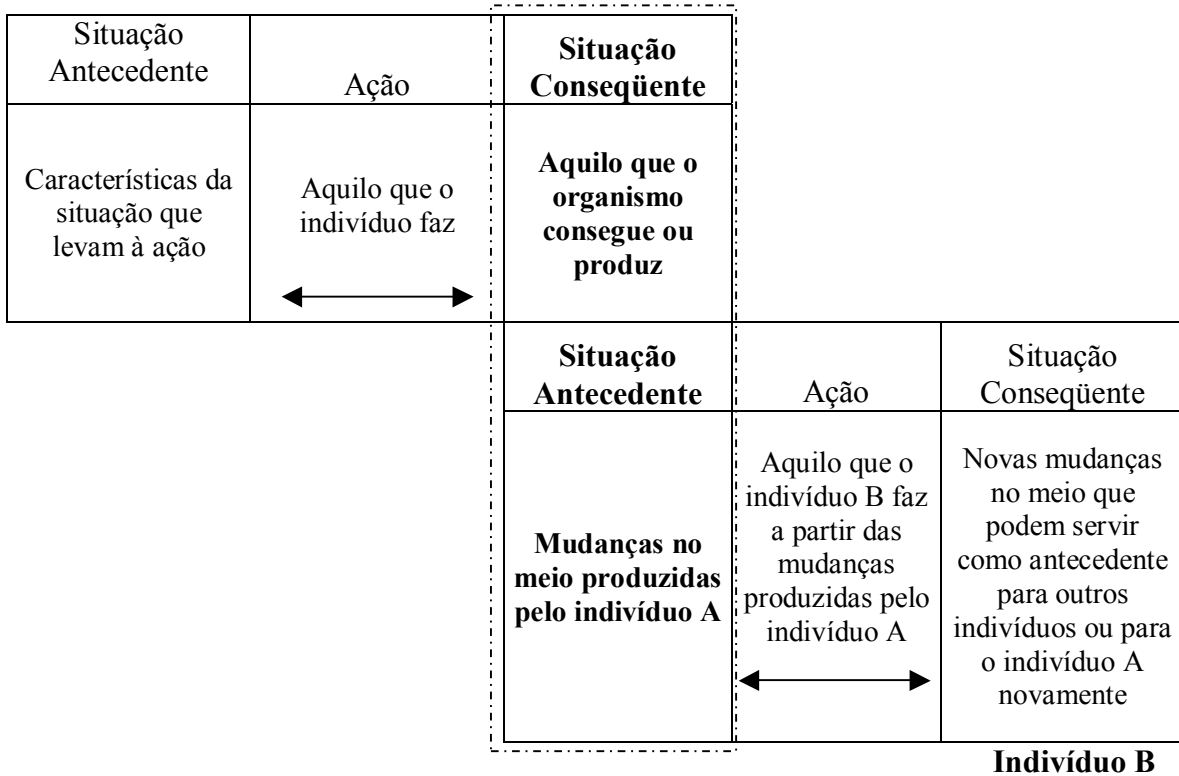 Situação
Antecedente
Ação
Situação
Conseqüente
Características da
situação que
levam à ação
Aquilo que o
indivíduo faz
Aquilo que o
organismo
consegue ou
produz
Situação
Antecedente
Ação
Situação
Conseqüente
Mudanças no
meio produzidas
pelo indivíduo A
Aquilo que o
indivíduo B faz
a partir das
mudanças
produzidas pelo
indivíduo A
Novas mudanças
no meio que
podem servir
como antecedente
para outros
indivíduos ou para
o indivíduo A
novamente
Indivíduo B